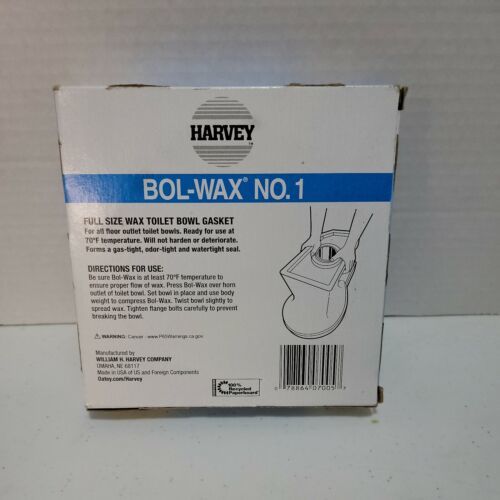 HARVEY
TM
BOL-WAX® NO. 1
FULL SIZE WAX TOILET BOWL GASKET
For all floor outlet toilet bowls. Ready for use at
70°F temperature. Will not harden or deteriorate.
Forms a gas-tight, odor-tight and watertight seal.
DIRECTIONS FOR USE:
Be sure Bol-Wax is at least 70°F temperature to
ensure proper flow of wax. Press Bol-Wax over horn
outlet of toilet bowl. Set bowl in place and use body
weight to compress Bol-Wax. Twist bowl slightly to
spread wax. Tighten flange bolts carefully to prevent
breaking the bowl.
WARNING: Cancer - www.P65Warnings.ca.gov
Manufactured by
WILLIAM H. HARVEY COMPANY
OMAHA, NE 68117
Made in USA of US and Foreign Components
Oatey.com/Harvey
100%
Recycled
Paperboard
0 78864 07005 7